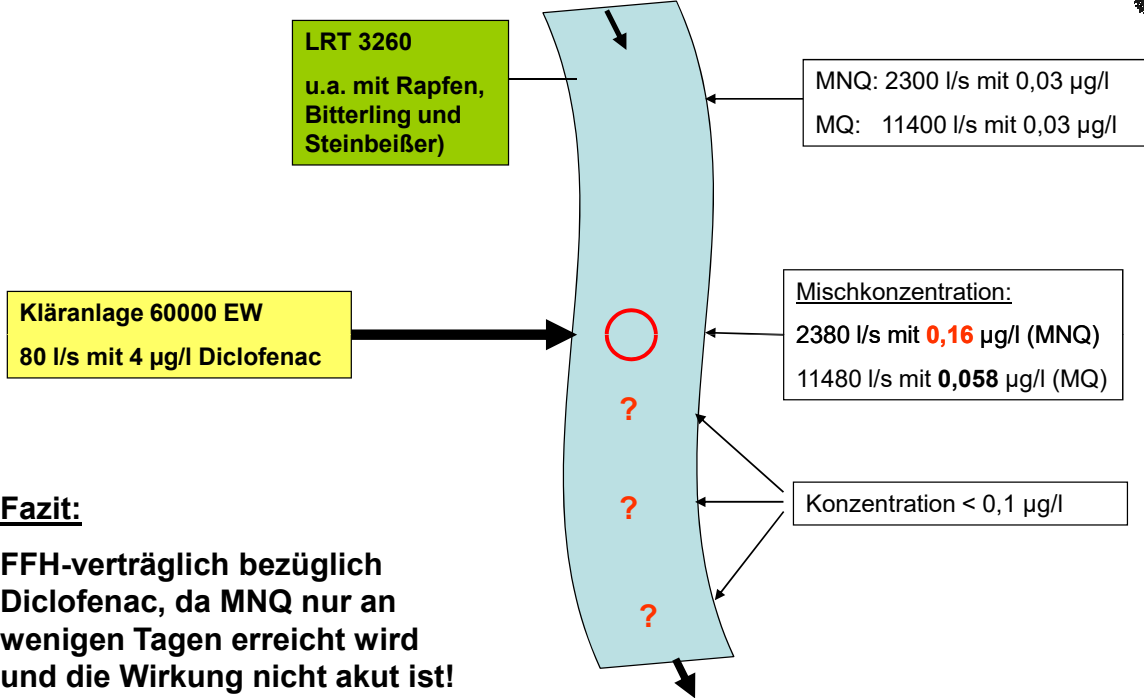 LRT 3260
u.a. mit Rapfen,
Bitterling und
Steinbeißer)
MNQ: 2300 l/s mit 0,03 µg/l
MQ: 11400 l/s mit 0,03 µg/l
Kläranlage 60000 EW
80 l/s mit 4 µg/l Diclofenac
Mischkonzentration:
2380 l/s mit 0,16 µg/l (MNQ)
11480 l/s mit 0,058 µg/l (MQ)
?
?
?
Konzentration < 0,1 µg/l
Fazit:
FFH-verträglich bezüglich
Diclofenac, da MNQ nur an
wenigen Tagen erreicht wird
und die Wirkung nicht akut ist!